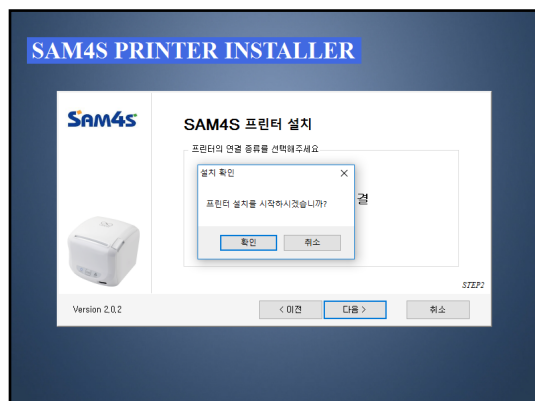 SAM4S PRINTER INSTALLER
SAM4S
SAM4S 프린터 설치
프린터의 연결 종류를 선택해주세요
설치 확인
프린터 설치를 시작하시겠습니까?
결
확인
취소
STEP2
Version 2.0.2
< 이전
다음 >
취소